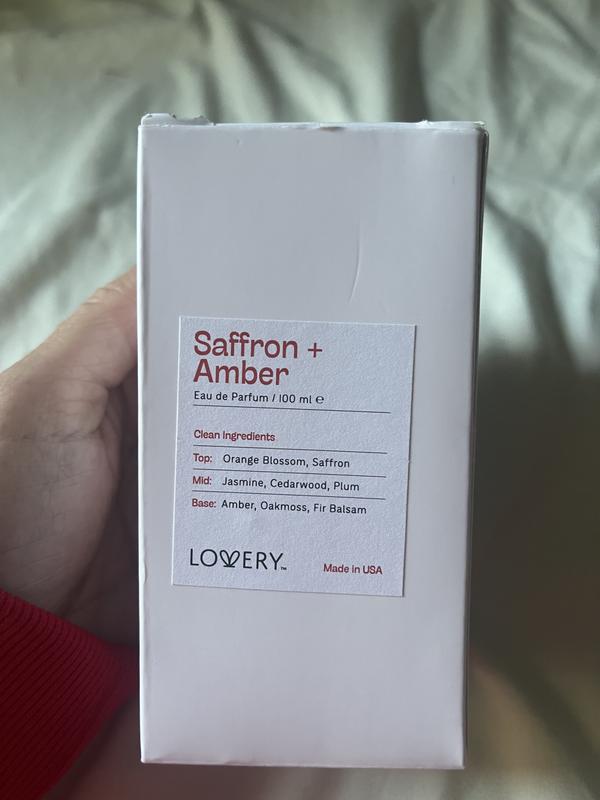 Saffron +
Amber
Eau de Parfum / 100 ml ℮
Clean Ingredients
Top: Orange Blossom, Saffron
Mid: Jasmine, Cedarwood, Plum
Base: Amber, Oakmoss, Fir Balsam
LOVERY™
Made in USA